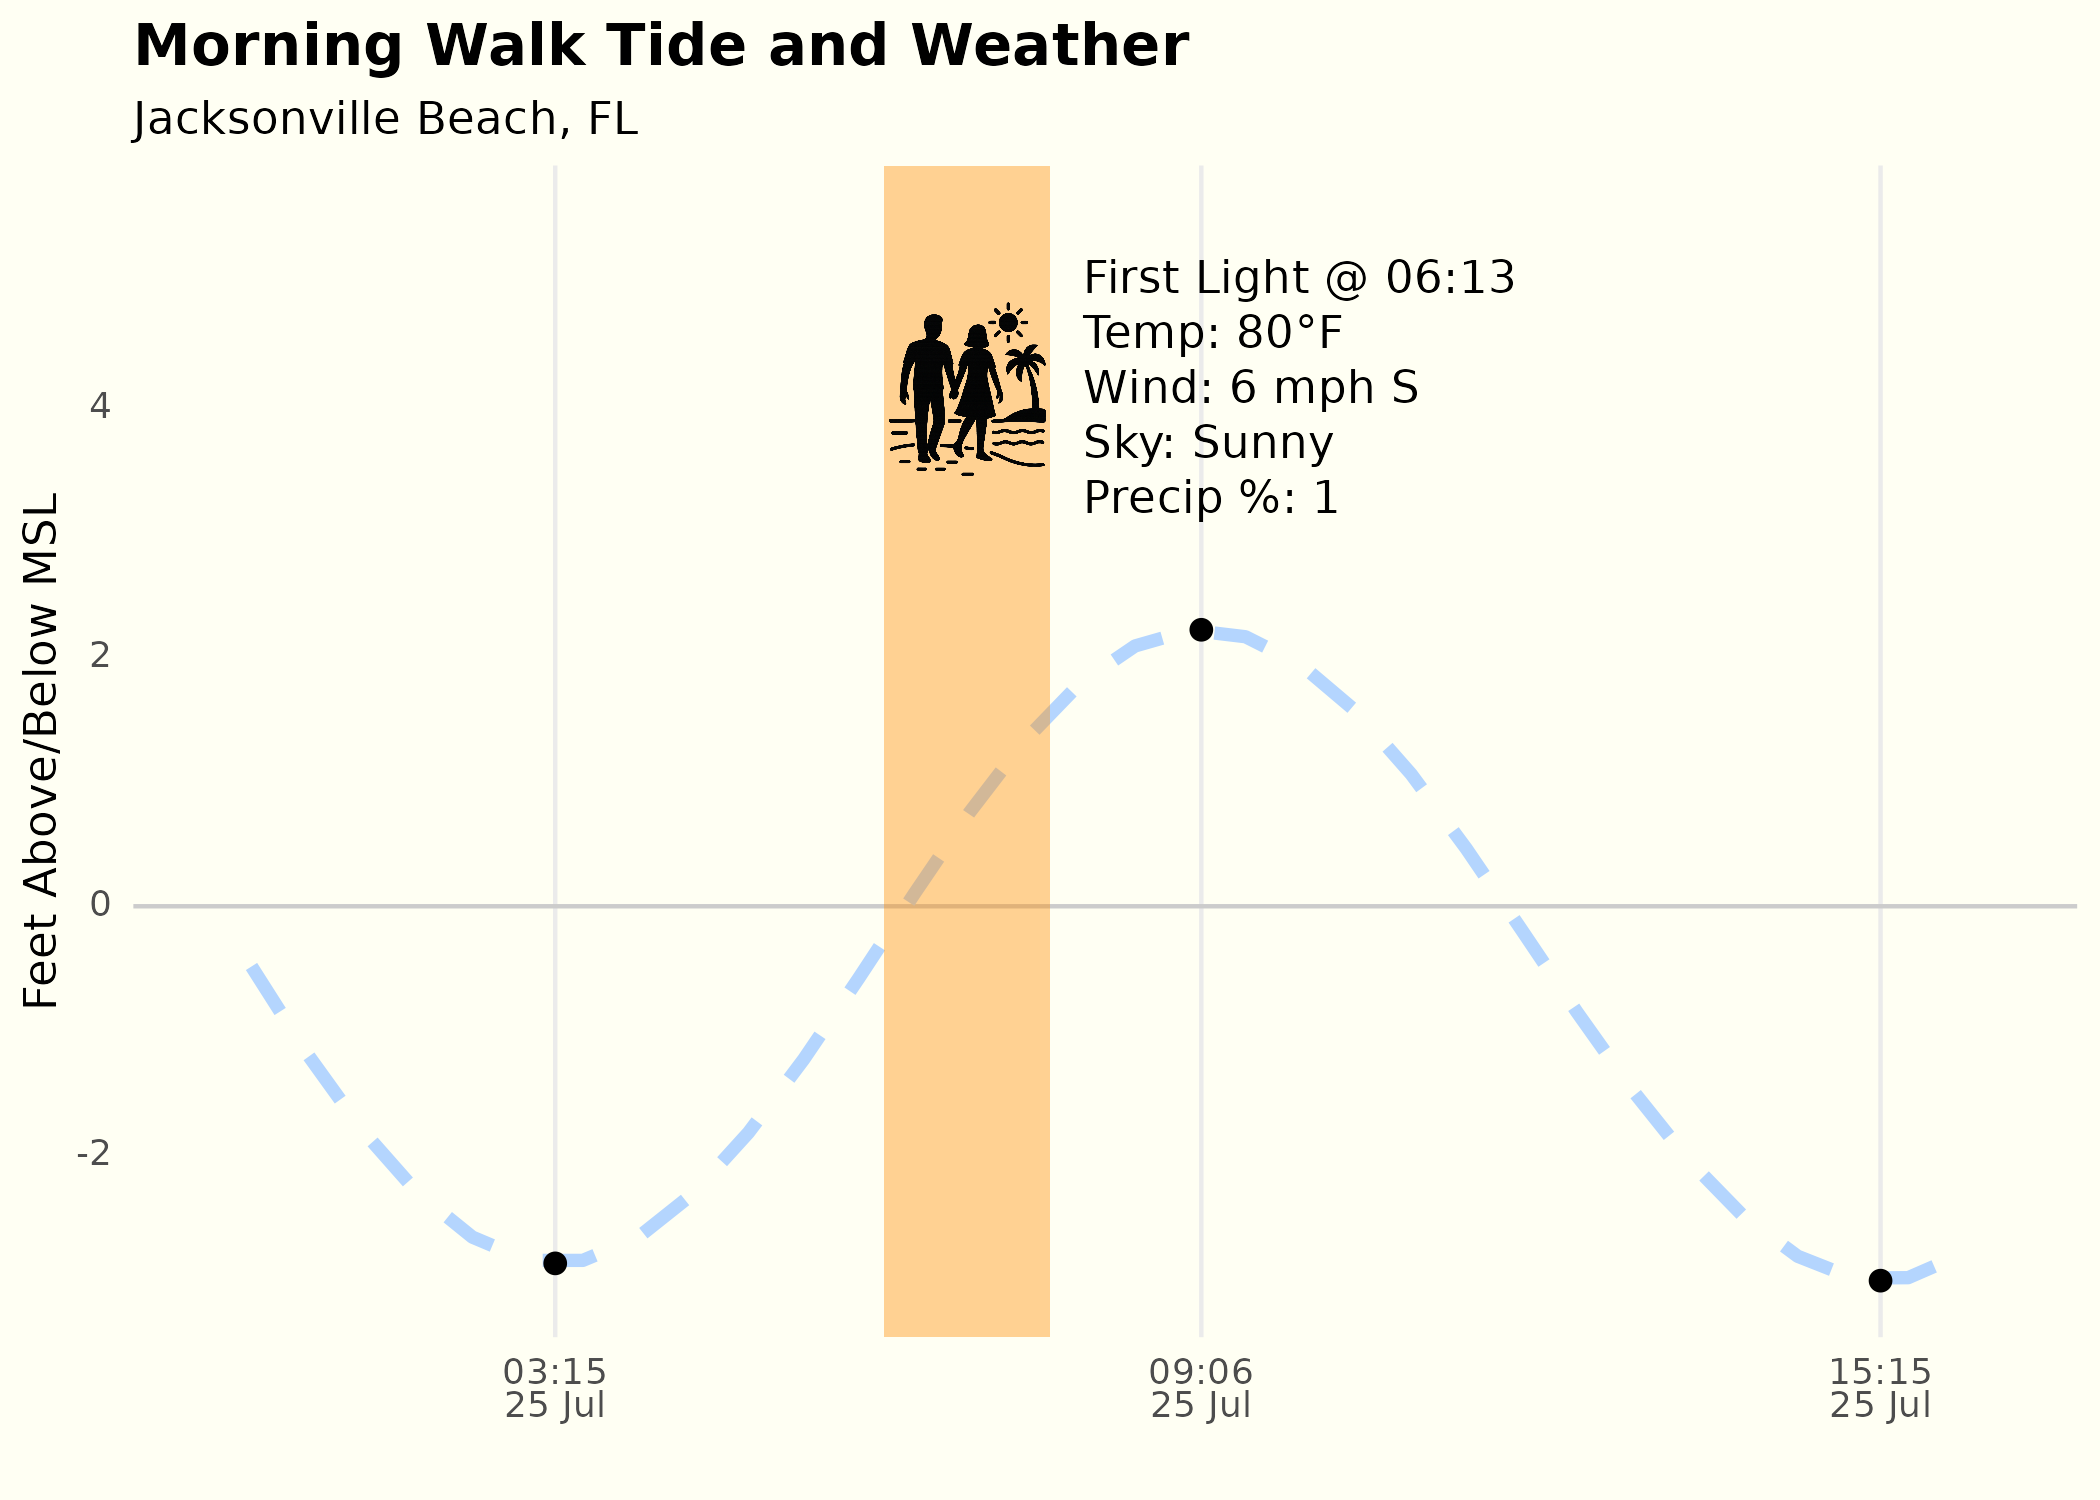 Morning Walk Tide and Weather
Jacksonville Beach, FL
First Light @ 06:13
Temp: 80°F
Wind: 6 mph S
Sky: Sunny
Precip %: 1
Feet Above/Below MSL
4
2
0
-2
03:15
25 Jul
09:06
25 Jul
15:15
25 Jul